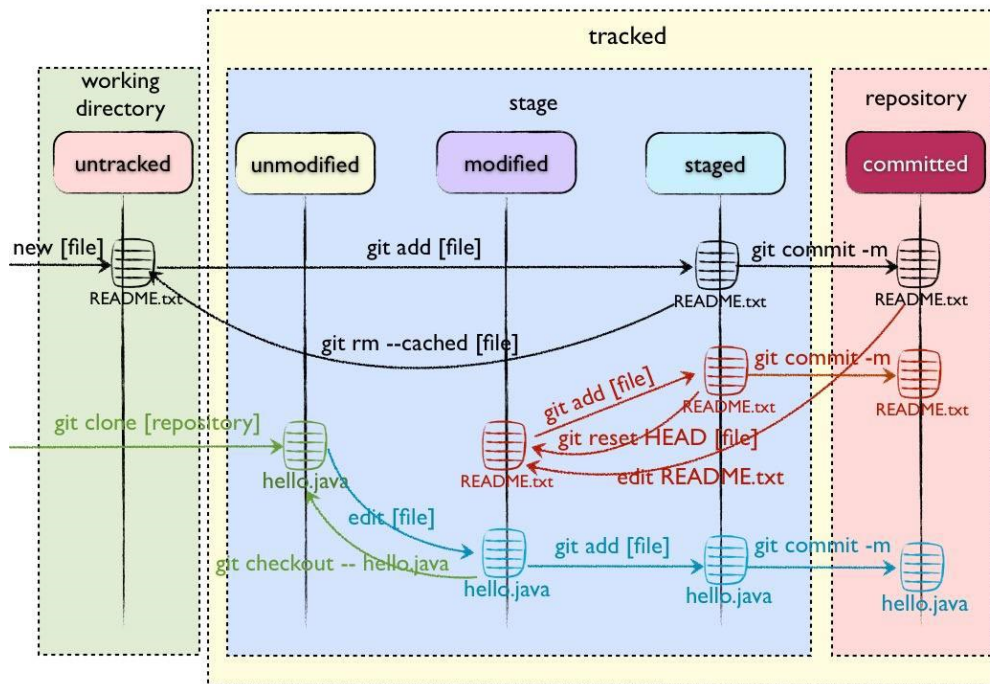 tracked
working
directory
stage
repository
untracked
unmodified
modified
staged
committed
new [file]
git add [file]
git commit -m
README.txt
README.txt
README.txt
git rm --cached [file]
git add [file]
git commit -m
README.txt
README.txt
git clone [repository]
git reset HEAD [file]
hello.java
README.txt
edit README.txt
edit [file]
git add [file]
git commit -m
git checkout -- hello.java
hello.java
hello.java
hello.java